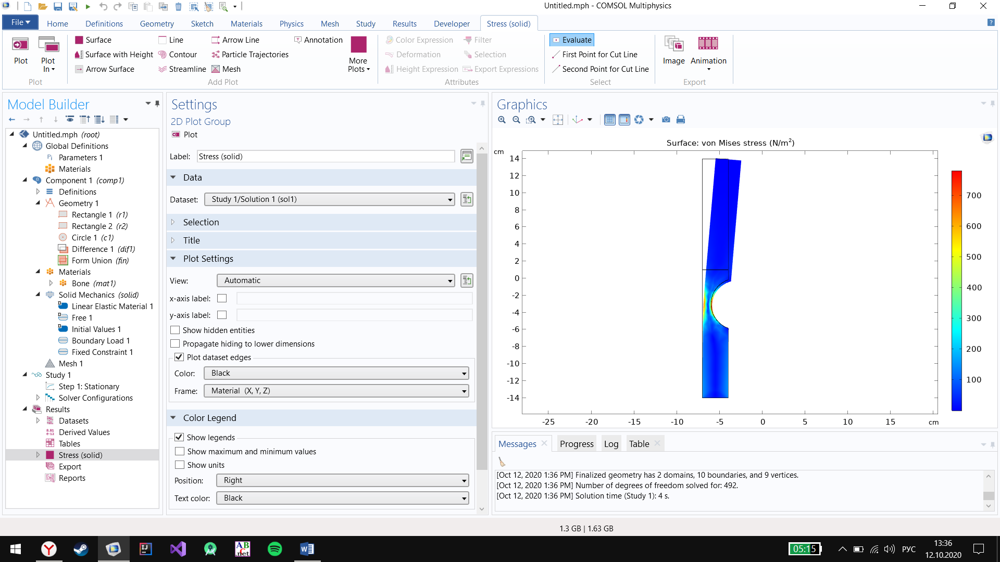 Untitled.mph - COMSOL Multiphysics
File Home Definitions Geometry Sketch Materials Physics Mesh Study Results Developer Stress (solid)
Surface Line Arrow Line Annotation Color Expression Filter Evaluate
Surface with Height Contour Particle Trajectories Deformation Selection First Point for Cut Line
Arrow Surface Streamline Mesh Height Expression Export Expressions Second Point for Cut Line
Plot
Plot In
More Plots
Image
Animation
Plot Add Plot Attributes Select Export
Model Builder
Untitled.mph (root)
Global Definitions
Pi Parameters 1
Materials
Component 1 (comp1)
Definitions
Geometry 1
Rectangle 1 (r1)
Rectangle 2 (r2)
Circle 1 (c1)
Difference 1 (dif1)
Form Union (fin)
Materials
Bone (mat1)
Solid Mechanics (solid)
Linear Elastic Material 1
Free 1
Initial Values 1
Boundary Load 1
Fixed Constraint 1
Mesh 1
Study 1
Step 1: Stationary
Solver Configurations
Results
Datasets
8.85
e-12
Derived Values
Tables
Stress (solid)
Export
Reports
Settings
2D Plot Group
Plot
Label: Stress (solid)
Data
Dataset: Study 1/Solution 1 (sol1)
Selection
Title
Plot Settings
View: Automatic
x-axis label:
y-axis label:
Show hidden entities
Propagate hiding to lower dimensions
Plot dataset edges
Color: Black
Frame: Material (X, Y, Z)
Color Legend
Show legends
Show maximum and minimum values
Show units
Position: Right
Text color: Black
Graphics
Surface: von Mises stress (N/m²)
cm
14
12
10
8
6
4
2
0
-2
-4
-6
-8
-10
-12
-14
-25 -20 -15 -10 -5 0 5 10 15 cm
700
600
500
400
300
200
100
Messages Progress Log Table
[Oct 12, 2020 1:36 PM] Finalized geometry has 2 domains, 10 boundaries, and 9 vertices.
[Oct 12, 2020 1:36 PM] Number of degrees of freedom solved for: 492.
[Oct 12, 2020 1:36 PM] Solution time (Study 1): 4 s.
1.3 GB | 1.63 GB
Y
IJ
AB
C.net
W
05:15
РУС
13:36
12.10.2020